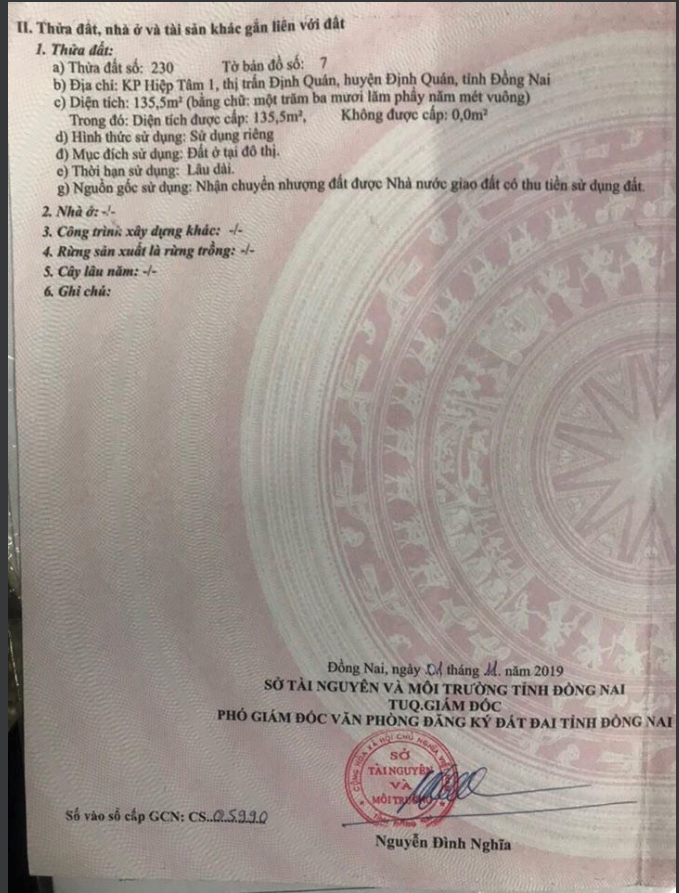 II. Thửa đất, nhà ở và tài sản khác gắn liền với đất
1. Thửa đất:
a) Thửa đất số: 230 Tờ bản đồ số: 7
b) Địa chỉ: KP Hiệp Tâm 1, thị trấn Định Quán, huyện Định Quán, tỉnh Đồng Nai
c) Diện tích: 135,5m² (bằng chữ: một trăm ba mươi lăm phẩy năm mét vuông)
Trong đó: Diện tích được cấp: 135,5m², Không được cấp: 0,0m²
d) Hình thức sử dụng: Sử dụng riêng
đ) Mục đích sử dụng: Đất ở tại đô thị.
e) Thời hạn sử dụng: Lâu dài.
g) Nguồn gốc sử dụng: Nhận chuyển nhượng đất được Nhà nước giao đất có thu tiền sử dụng đất.
2. Nhà ở: -/-
3. Công trình xây dựng khác: -/-
4. Rừng sản xuất là rừng trồng: -/-
5. Cây lâu năm: -/-
6. Ghi chú:
Đồng Nai, ngày 01 tháng 11. năm 2019
SỞ TÀI NGUYÊN VÀ MÔI TRƯỜNG TỈNH ĐỒNG NAI
TUQ.GIÁM ĐỐC
PHÓ GIÁM ĐỐC VĂN PHÒNG ĐĂNG KÝ ĐẤT ĐAI TỈNH ĐỒNG NAI
SỞ
TÀI NGUYÊN
VÀ
MÔI TRƯỜNG
Số vào sổ cấp GCN: CS..05990
Nguyễn Đình Nghĩa